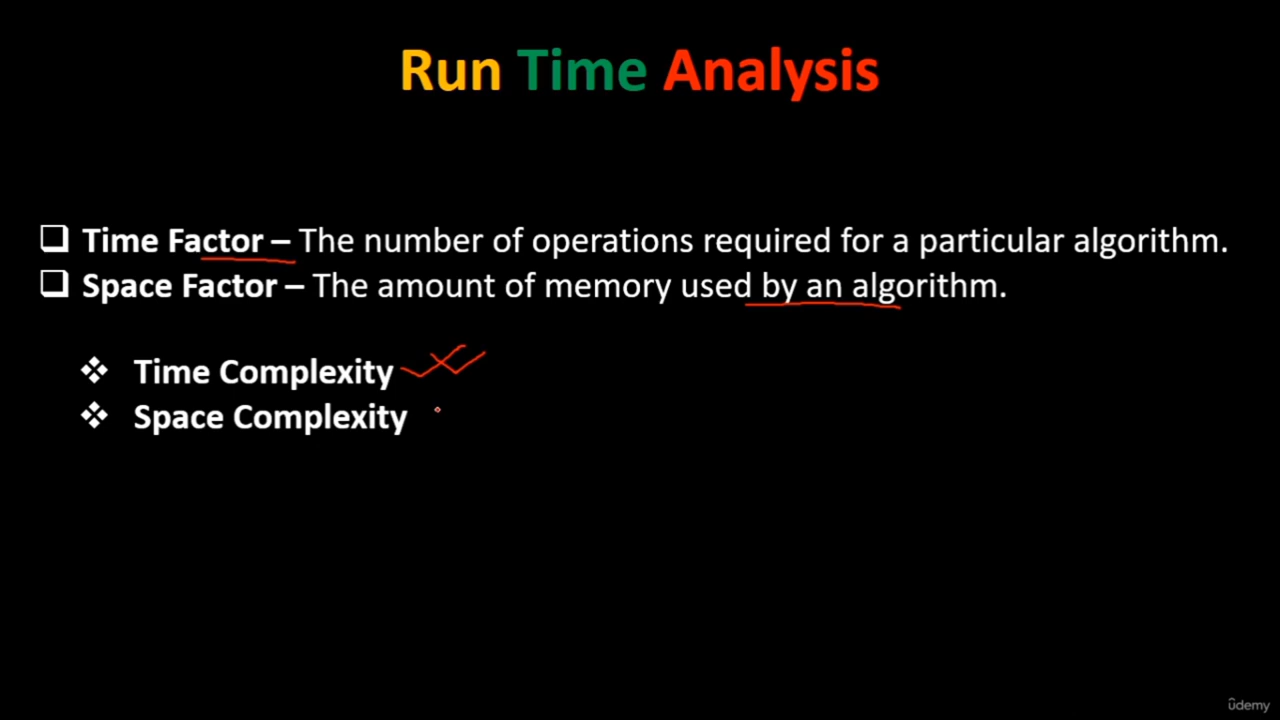 Run Time Analysis
Time Factor – The number of operations required for a particular algorithm.
Space Factor – The amount of memory used by an algorithm.
Time Complexity
Space Complexity
ûdemy